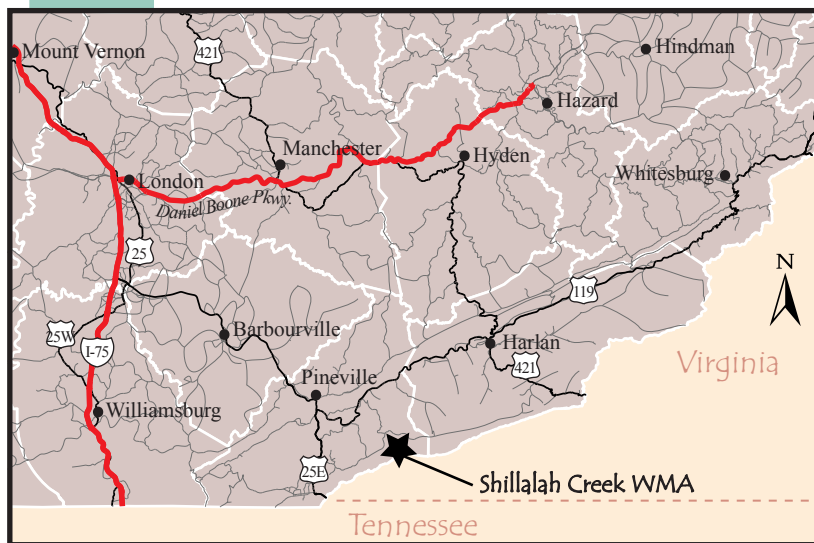 421
Mount Vernon
Hindman
Hazard
Manchester
Hyden
Whitesburg
London
Daniel Boone Pkwy.
25
N
119
25W
Barbourville
I-75
Harlan
421
Virginia
Pineville
Williamsburg
25E
Shillalah Creek WMA
Tennessee